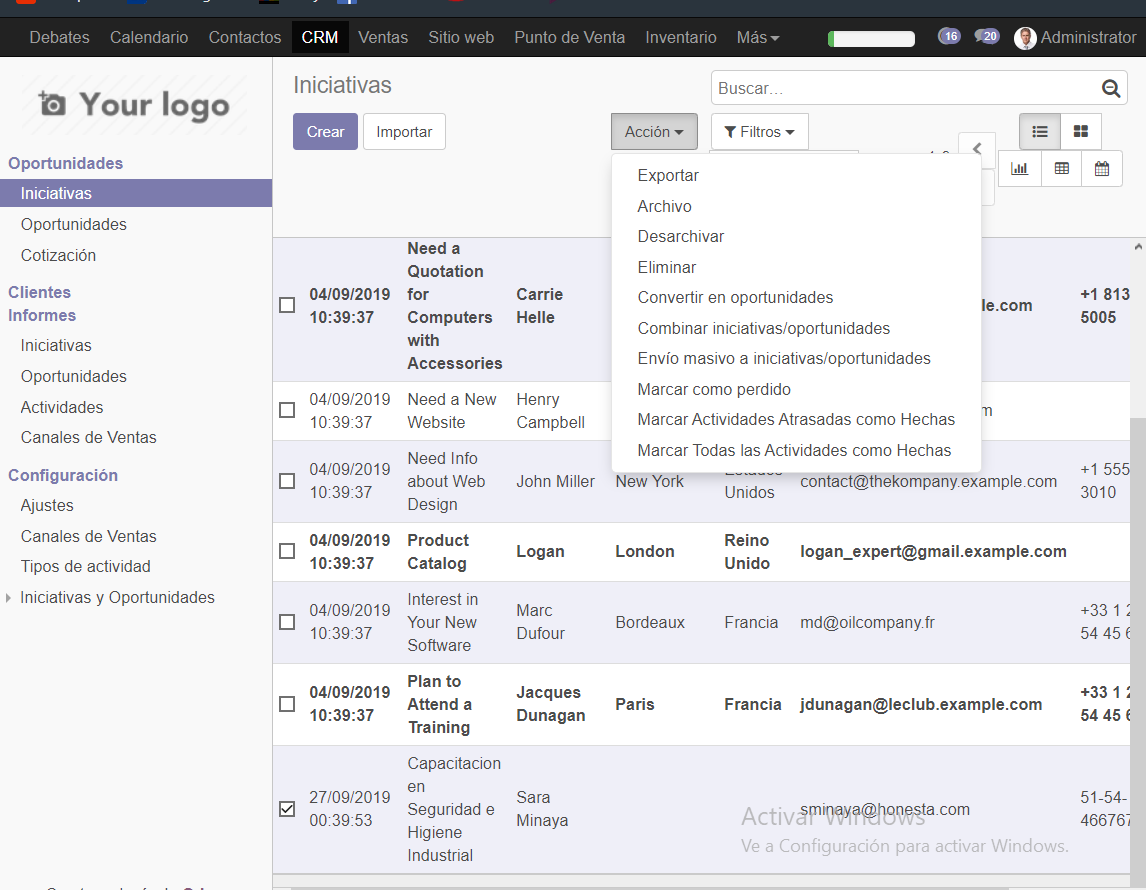 Debates Calendario Contactos CRM Ventas Sitio web Punto de Venta Inventario Más 16 20 Administrator
Your logo
Iniciativas
Buscar...
Crear Importar
Acción Filtros
Oportunidades
Iniciativas
Oportunidades
Cotización
Clientes
Informes
Iniciativas
Oportunidades
Actividades
Canales de Ventas
Configuración
Ajustes
Canales de Ventas
Tipos de actividad
Iniciativas y Oportunidades
Exportar
Archivo
Desarchivar
Eliminar
Convertir en oportunidades
Combinar iniciativas/oportunidades
Envío masivo a iniciativas/oportunidades
Marcar como perdido
Marcar Actividades Atrasadas como Hechas
Marcar Todas las Actividades como Hechas
04/09/2019
10:39:37
Need a
Quotation
for
Computers
with
Accessories
Carrie
Helle
le.com
+1 813
5005
04/09/2019
10:39:37
Need a New
Website
Henry
Campbell
m
04/09/2019
10:39:37
Need Info
about Web
Design
John Miller
New York
Estados
Unidos
contact@thekompany.example.com
+1 555
3010
04/09/2019
10:39:37
Product
Catalog
Logan
London
Reino
Unido
logan_expert@gmail.example.com
04/09/2019
10:39:37
Interest in
Your New
Software
Marc
Dufour
Bordeaux
Francia
md@oilcompany.fr
+33 1 2
54 45 6
04/09/2019
10:39:37
Plan to
Attend a
Training
Jacques
Dunagan
Paris
Francia
jdunagan@leclub.example.com
+33 1 2
54 45 6
27/09/2019
00:39:53
Capacitacion
en
Seguridad e
Higiene
Industrial
Sara
Minaya
sminaya@honesta.com
51-54-
466767
Activar Windows
Ve a Configuración para activar Windows.